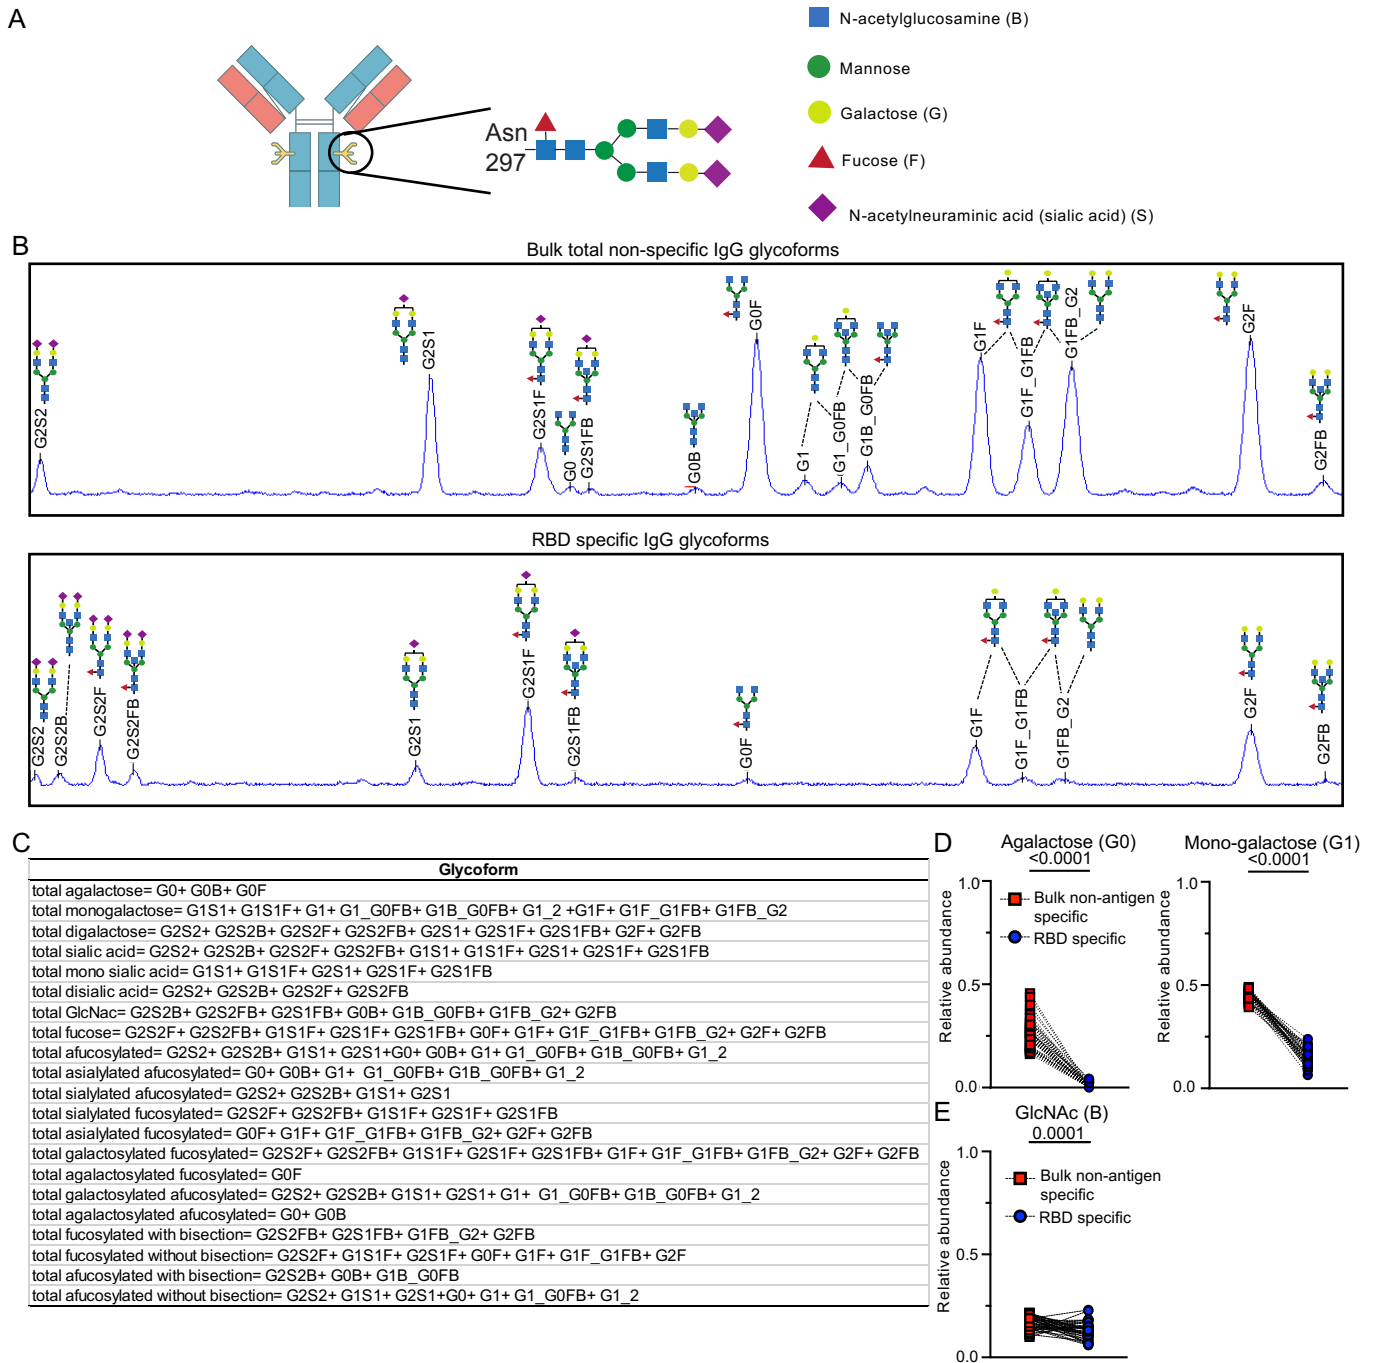 A
N-acetylglucosamine (B)
Mannose
Galactose (G)
Fucose (F)
N-acetylneuraminic acid (sialic acid) (S)
Asn
297
B
Bulk total non-specific IgG glycoforms
G2S2
G2S1
G2S1F
G0
G2S1FB
G0B
G0F
G1
G1_G0FB
G1B_G0FB
G1F
G1F_G1FB
G1FB_G2
G2F
G2FB
RBD specific IgG glycoforms
G2S2
G2S2B
G2S2F
G2S2FB
G2S1
G2S1F
G2S1FB
G0F
G1F
G1F_G1FB
G1FB_G2
G2F
G2FB
C
Glycoform
total agalactose= G0+ G0B+ G0F
total monogalactose= G1S1+ G1S1F+ G1+ G1_G0FB+ G1B_G0FB+ G1_2 +G1F+ G1F_G1FB+ G1FB_G2
total digalactose= G2S2+ G2S2B+ G2S2F+ G2S2FB+ G2S1+ G2S1F+ G2S1FB+ G2F+ G2FB
total sialic acid= G2S2+ G2S2B+ G2S2F+ G2S2FB+ G1S1+ G1S1F+ G2S1+ G2S1F+ G2S1FB
total mono sialic acid= G1S1+ G1S1F+ G2S1+ G2S1F+ G2S1FB
total disialic acid= G2S2+ G2S2B+ G2S2F+ G2S2FB
total GlcNac= G2S2B+ G2S2FB+ G2S1FB+ G0B+ G1B_G0FB+ G1FB_G2+ G2FB
total fucose= G2S2F+ G2S2FB+ G1S1F+ G2S1F+ G2S1FB+ G0F+ G1F+ G1F_G1FB+ G1FB_G2+ G2F+ G2FB
total afucosylated= G2S2+ G2S2B+ G1S1+ G2S1+G0+ G0B+ G1+ G1_G0FB+ G1B_G0FB+ G1_2
total asialylated afucosylated= G0+ G0B+ G1+ G1_G0FB+ G1B_G0FB+ G1_2
total sialylated afucosylated= G2S2+ G2S2B+ G1S1+ G2S1
total sialylated fucosylated= G2S2F+ G2S2FB+ G1S1F+ G2S1F+ G2S1FB
total asialylated fucosylated= G0F+ G1F+ G1F_G1FB+ G1FB_G2+ G2F+ G2FB
total galactosylated fucosylated= G2S2F+ G2S2FB+ G1S1F+ G2S1F+ G2S1FB+ G1F+ G1F_G1FB+ G1FB_G2+ G2F+ G2FB
total agalactosylated fucosylated= G0F
total galactosylated afucosylated= G2S2+ G2S2B+ G1S1+ G2S1+ G1+ G1_G0FB+ G1B_G0FB+ G1_2
total agalactosylated afucosylated= G0+ G0B
total fucosylated with bisection= G2S2FB+ G2S1FB+ G1FB_G2+ G2FB
total fucosylated without bisection= G2S2F+ G1S1F+ G2S1F+ G0F+ G1F+ G1F_G1FB+ G2F
total afucosylated with bisection= G2S2B+ G0B+ G1B_G0FB
total afucosylated without bisection= G2S2+ G1S1+ G2S1+G0+ G1+ G1_G0FB+ G1_2
D
Agalactose (G0)
<0.0001
Relative abundance
1.0
0.5
0.0
Bulk non-antigen
specific
RBD specific
Mono-galactose (G1)
<0.0001
Relative abundance
1.0
0.5
0.0
E
GlcNAc (B)
0.0001
Relative abundance
1.0
0.5
0.0
Bulk non-antigen
specific
RBD specific